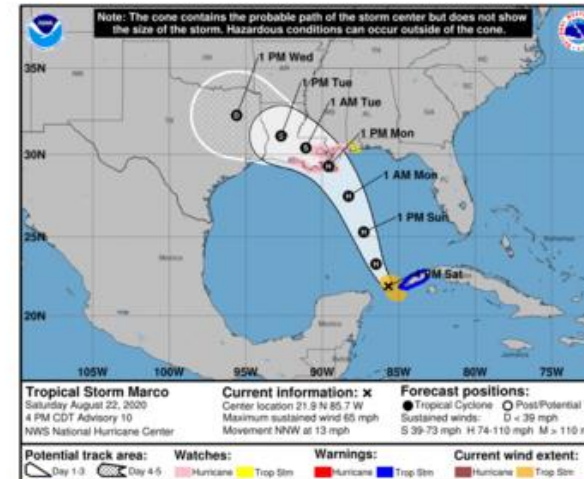 Note: The cone contains the probable path of the storm center but does not show
the size of the storm. Hazardous conditions can occur outside of the cone.
35N
1 PM Wed
1 PM Tue
1 AM Tue
30N
1 PM Mon
1 AM Mon
25N
1 PM Sun
PM Sat
20N
Mexico
105W 100W 95W 90W 85W 80W 75W
Tropical Storm Marco
Saturday August 22, 2020
4 PM CDT Advisory 10
NWS National Hurricane Center
Current information: x
Center location 21.9 N 85.7 W
Maximum sustained wind 65 mph
Movement NNW at 13 mph
Forecast positions:
Tropical Cyclone Post/Potential
Sustained winds: D < 39 mph
S 39-73 mph H 74-110 mph M > 110 m
Potential track area:
Day 1-3 Day 4-5
Watches:
Hurricane Trop Stm
Warnings:
Hurricane Trop Stm
Current wind extent:
Hurricane Trop Stm